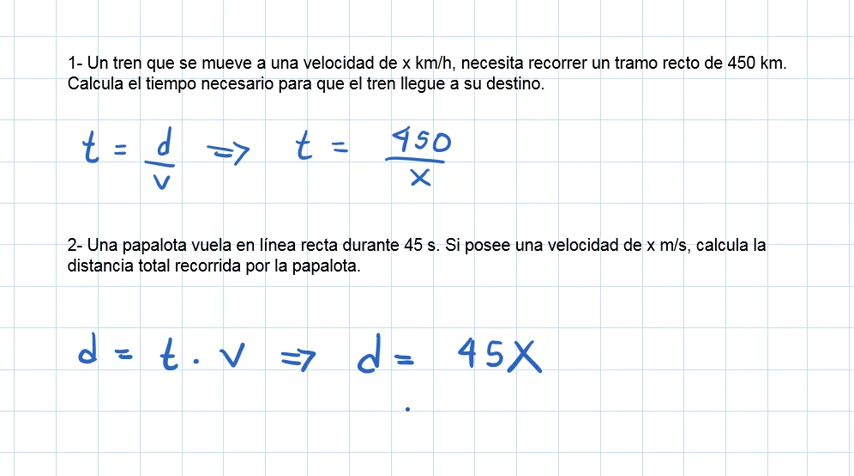 1- Un tren que se mueve a una velocidad de x km/h, necesita recorrer un tramo recto de 450 km.
Calcula el tiempo necesario para que el tren llegue a su destino.
t = d/v ⇒ t = 450/x
2- Una papalota vuela en línea recta durante 45 s. Si posee una velocidad de x m/s, calcula la
distancia total recorrida por la papalota.
d = t . v ⇒ d = 45X